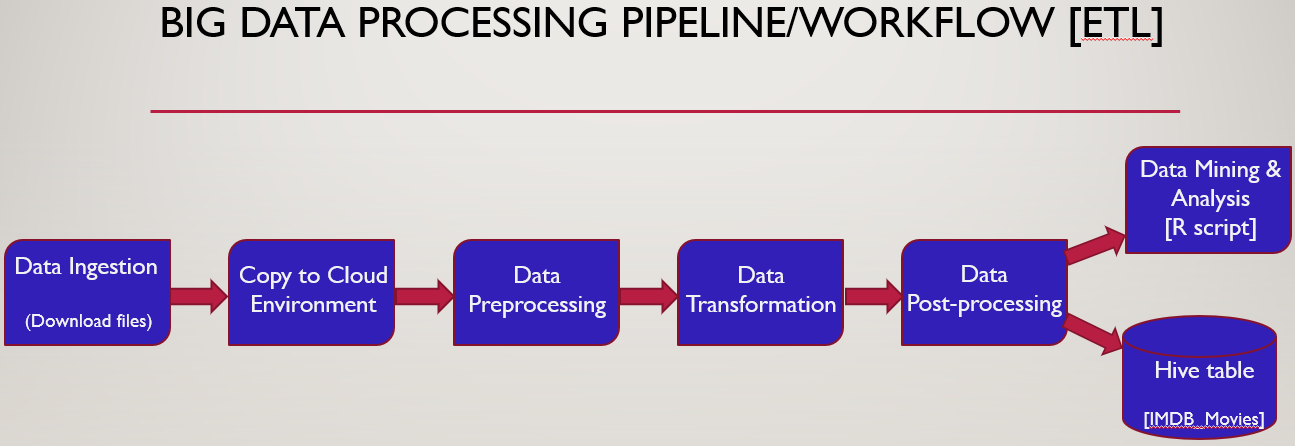 BIG DATA PROCESSING PIPELINE/WORKFLOW [ETL]
Data Ingestion
(Download files)
Copy to Cloud
Environment
Data
Preprocessing
Data
Transformation
Data
Post-processing
Data Mining &
Analysis
[R script]
Hive table
[IMDB_Movies]